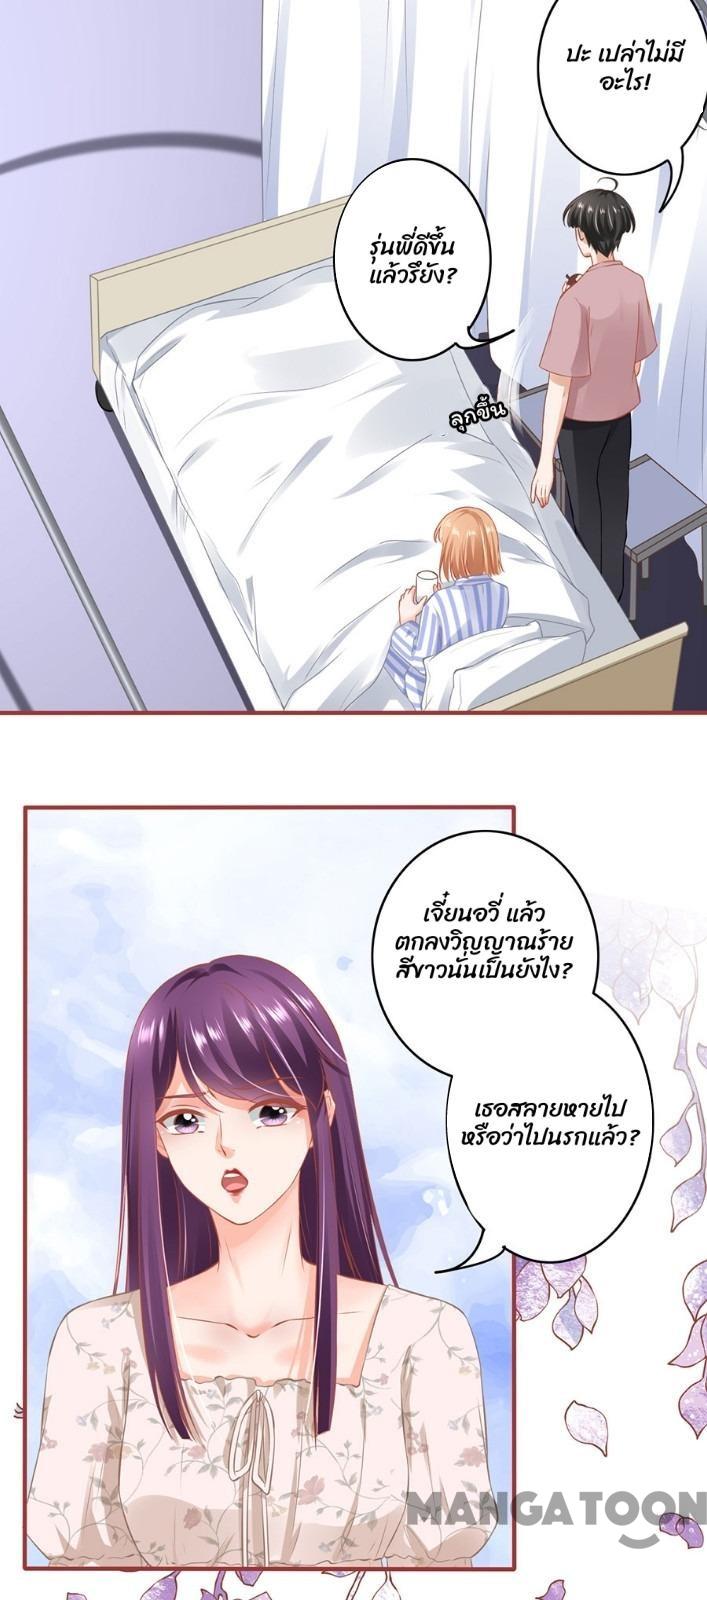 ปะ เปล่าไม่มี
อะไร!
รุ่นพี่ดีขึ้น
แล้วรึยัง?
ลุกขึ้น
เจี๋ยนอวี่ แล้ว
ตกลงวิญญาณร้าย
สีขาวนั่นเป็นยังไง?
เธอสลายหายไป
หรือว่าไปนรกแล้ว?
MANGATOON